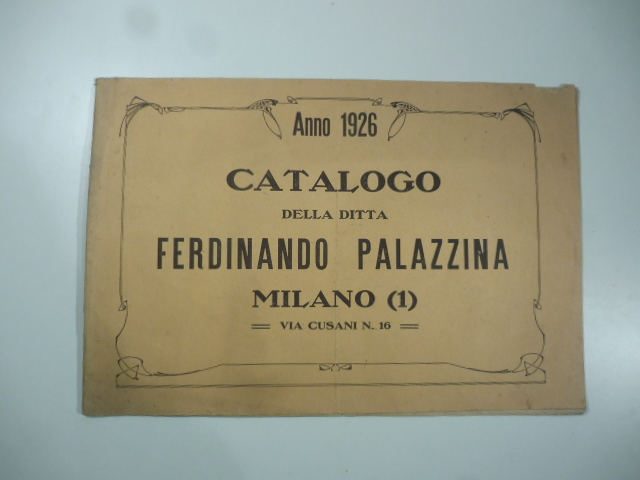 Anno 1926
CATALOGO
DELLA DITTA
FERDINANDO PALAZZINA
MILANO (1)
VIA CUSANI N. 16